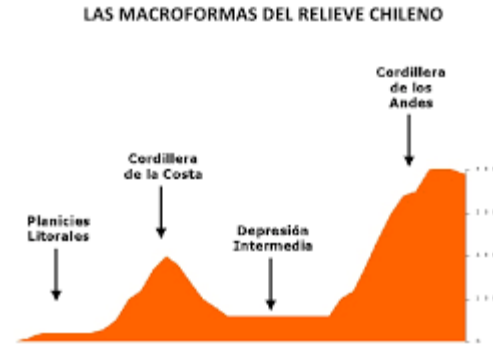 LAS MACROFORMAS DEL RELIEVE CHILENO
Cordillera
de los
Andes
Cordillera
de la Costa
Planicies
Litorales
Depresión
Intermedia